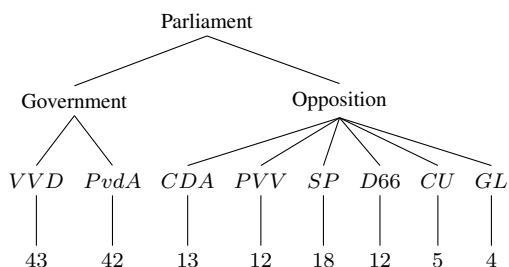 Parliament
Government Opposition
VVD PvdA CDA PVV SP D66 CU GL
43 42 13 12 18 12 5 4